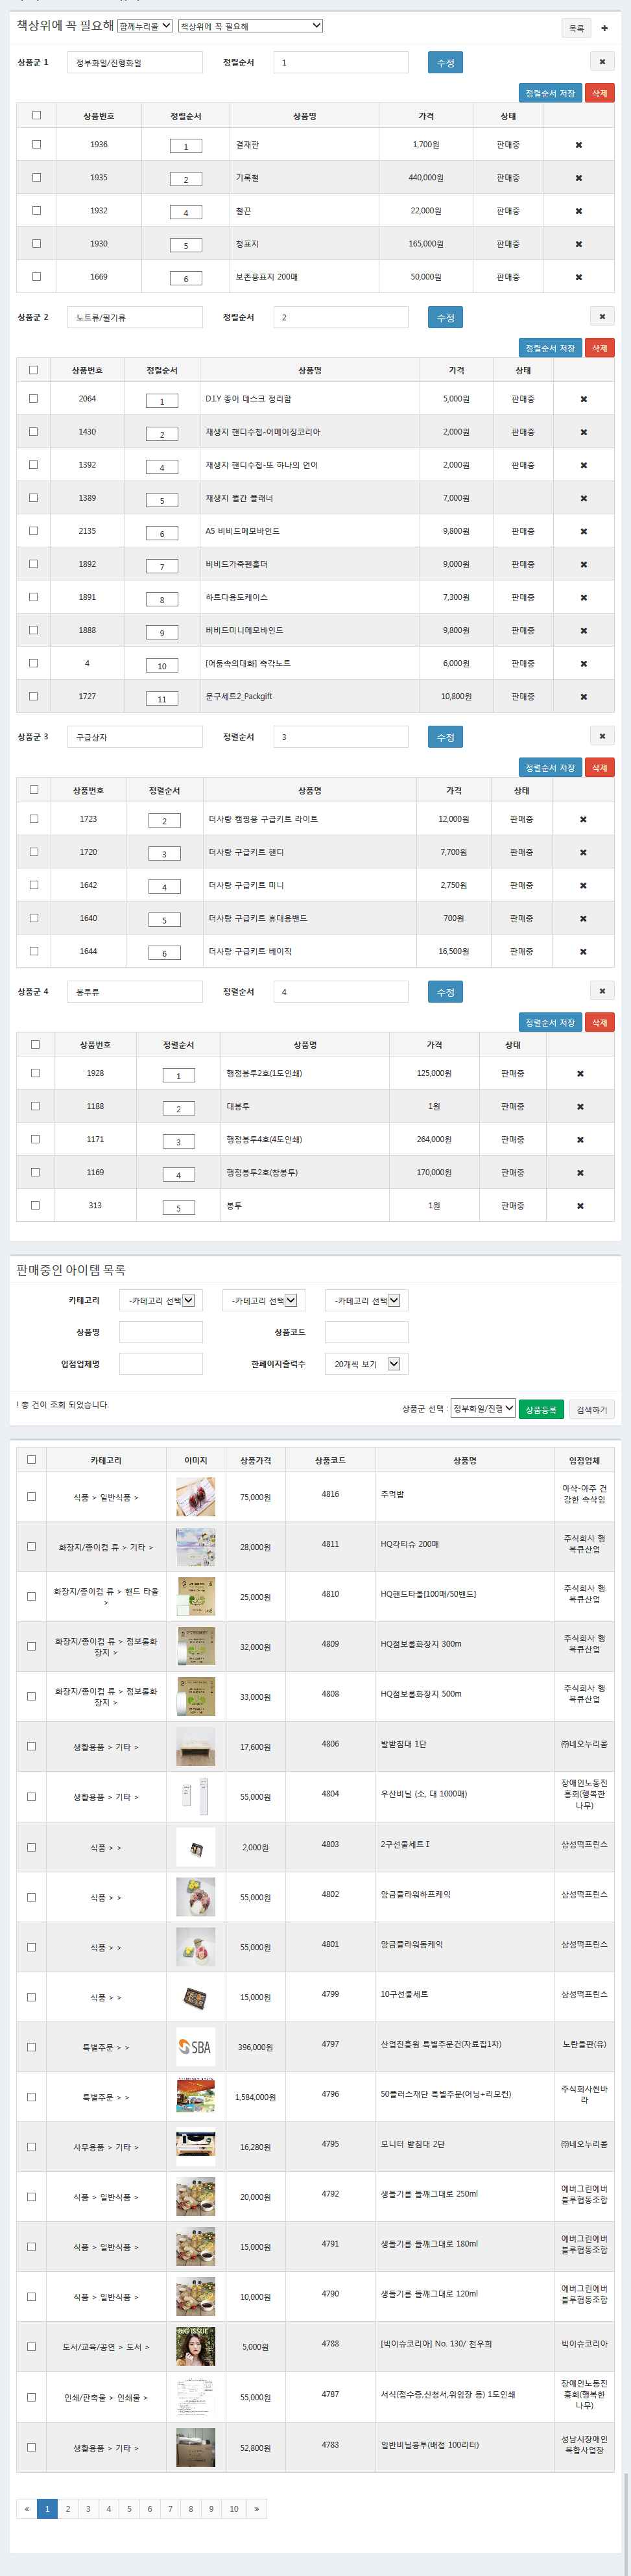 책상위에 꼭 필요해 함께누리몰 책상위에 꼭 필요해 목록 +
상품군 1 정부화일/진행화일 정렬순서 1 수정 ✖
정렬순서 저장 삭제
상품번호 정렬순서 상품명 가격 상태
1936 1 결재판 1,700원 판매중 ✖
1935 2 기록철 440,000원 판매중 ✖
1932 4 철끈 22,000원 판매중 ✖
1930 5 청표지 165,000원 판매중 ✖
1669 6 보존용표지 200매 50,000원 판매중 ✖
상품군 2 노트류/필기류 정렬순서 2 수정 ✖
정렬순서 저장 삭제
상품번호 정렬순서 상품명 가격 상태
2064 1 D.I.Y 종이 데스크 정리함 5,000원 판매중 ✖
1430 2 재생지 핸디수첩-어메이징코리아 2,000원 판매중 ✖
1392 4 재생지 핸디수첩-또 하나의 언어 2,000원 판매중 ✖
1389 5 재생지 월간 플래너 7,000원 판매중 ✖
2135 6 A5 비비드메모바인드 9,800원 판매중 ✖
1892 7 비비드가죽펜홀더 9,000원 판매중 ✖
1891 8 하트다용도케이스 7,300원 판매중 ✖
1888 9 비비드미니메모바인드 9,800원 판매중 ✖
4 10 [어둠속의대화] 촉각노트 6,000원 판매중 ✖
1727 11 문구세트2_Packgift 10,800원 판매중 ✖
상품군 3 구급상자 정렬순서 3 수정 ✖
정렬순서 저장 삭제
상품번호 정렬순서 상품명 가격 상태
1723 2 더사랑 캠핑용 구급키트 라이트 12,000원 판매중 ✖
1720 3 더사랑 구급키트 핸디 7,700원 판매중 ✖
1642 4 더사랑 구급키트 미니 2,750원 판매중 ✖
1640 5 더사랑 구급키트 휴대용밴드 700원 판매중 ✖
1644 6 더사랑 구급키트 베이직 16,500원 판매중 ✖
상품군 4 봉투류 정렬순서 4 수정 ✖
정렬순서 저장 삭제
상품번호 정렬순서 상품명 가격 상태
1928 1 행정봉투2호(1도인쇄) 125,000원 판매중 ✖
1188 2 대봉투 1원 판매중 ✖
1171 3 행정봉투4호(4도인쇄) 264,000원 판매중 ✖
1169 4 행정봉투2호(창봉투) 170,000원 판매중 ✖
313 5 봉투 1원 판매중 ✖
판매중인 아이템 목록
카테고리 -카테고리 선택 -카테고리 선택 -카테고리 선택
상품명 상품코드
입점업체명 한페이지출력수 20개씩 보기
! 총 건이 조회 되었습니다. 상품군 선택 : 정부화일/진행 상품등록 검색하기
카테고리 이미지 상품가격 상품코드 상품명 입점업체
식품 > 일반식품 > 75,000원 4816 주먹밥 아삭-아주 건강한 속삭임
화장지/종이컵 류 > 기타 > 28,000원 4811 HQ각티슈 200매 주식회사 행복큐산업
화장지/종이컵 류 > 핸드 타올 > 25,000원 4810 HQ핸드타올[100매/50밴드] 주식회사 행복큐산업
화장지/종이컵 류 > 점보롤화장지 > 32,000원 4809 HQ점보롤화장지 300m 주식회사 행복큐산업
화장지/종이컵 류 > 점보롤화장지 > 33,000원 4808 HQ점보롤화장지 500m 주식회사 행복큐산업
생활용품 > 기타 > 17,600원 4806 발받침대 1단 ㈜네오누리콤
생활용품 > 기타 > 55,000원 4804 우산비닐 (소, 대 1000매) 장애인노동진흥회(행복한나무)
식품 > > 2,000원 4803 2구선물세트Ⅰ 삼성떡프린스
식품 > > 55,000원 4802 앙금플라워하프케익 삼성떡프린스
식품 > > 55,000원 4801 앙금플라워돔케익 삼성떡프린스
식품 > > 15,000원 4799 10구선물세트 삼성떡프린스
특별주문 > > SBA 396,000원 4797 산업진흥원 특별주문건(자료집1차) 노란들판(유)
특별주문 > > 1,584,000원 4796 50플러스재단 특별주문(어닝+리모컨) 주식회사썬바라
사무용품 > 기타 > 16,280원 4795 모니터 받침대 2단 ㈜네오누리콤
식품 > 일반식품 > 20,000원 4792 생들기름 들깨그대로 250ml 에버그린에버블루협동조합
식품 > 일반식품 > 15,000원 4791 생들기름 들깨그대로 180ml 에버그린에버블루협동조합
식품 > 일반식품 > 10,000원 4790 생들기름 들깨그대로 120ml 에버그린에버블루협동조합
도서/교육/공연 > 도서 > BIG ISSUE 5,000원 4788 [빅이슈코리아] No. 130/ 천우희 빅이슈코리아
인쇄/판촉물 > 인쇄물 > 55,000원 4787 서식(접수증,신청서,위임장 등) 1도인쇄 장애인노동진흥회(행복한나무)
생활용품 > 기타 > 52,800원 4783 일반비닐봉투(배접 100리터) 성남시장애인복합사업장
« 1 2 3 4 5 6 7 8 9 10 »